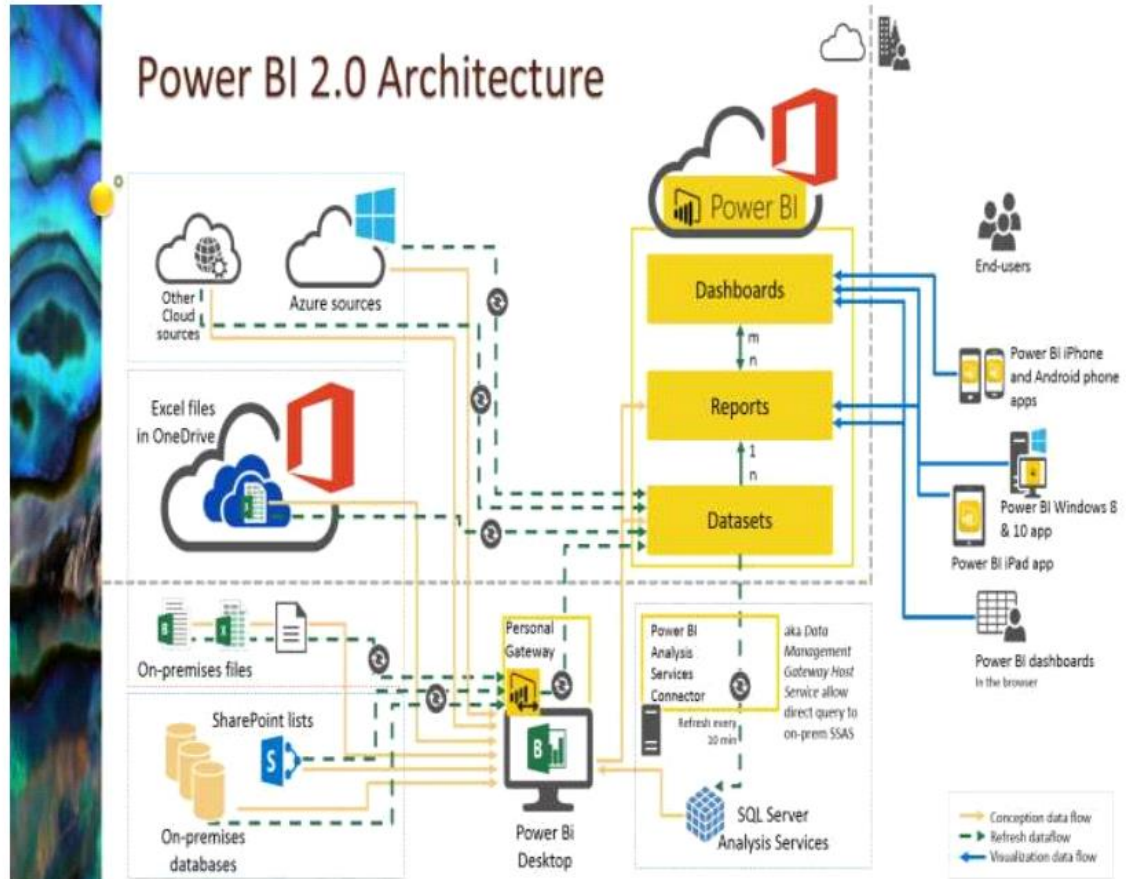 Power BI 2.0 Architecture
Power BI
Other
Cloud
sources
Azure sources
Dashboards
m
n
Reports
1
n
Datasets
End-users
Power BI iPhone
and Android phone
apps
Power BI Windows 8
& 10 app
Power BI iPad app
Power BI dashboards
In the browser
Excel files
in OneDrive
X
B
X
On-premises files
SharePoint lists
S
On-premises
databases
Personal
Gateway
B
Power Bi
Desktop
Power BI
Analysis
Services
Connector
Refresh every
10 min
aka Data
Management
Gateway Host
Service allow
direct query to
on-prem SSAS
SQL Server
Analysis Services
Conception data flow
Refresh dataflow
Visualization data flow